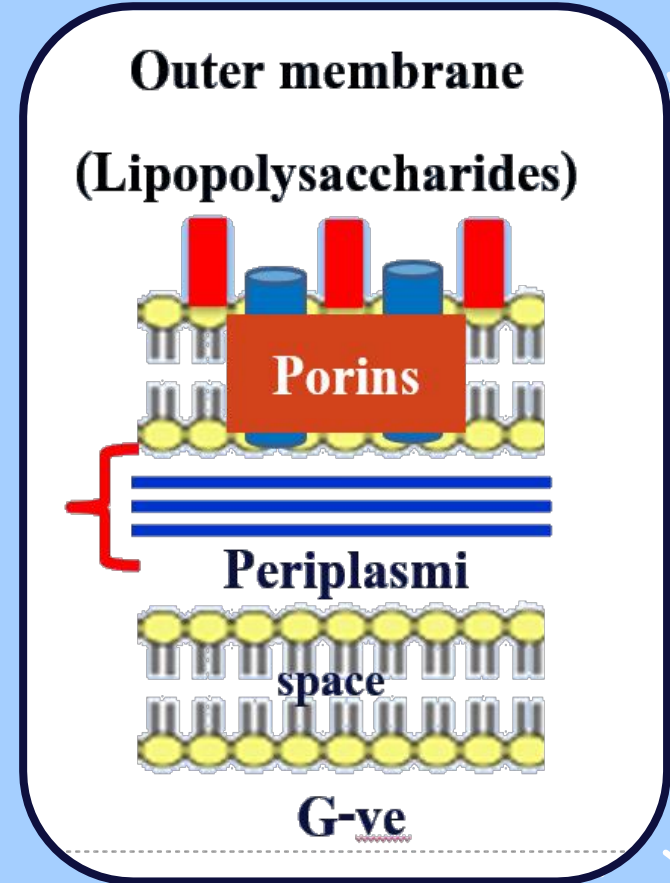 Outer membrane
(Lipopolysaccharides)
Porins
Periplasmi
space
G-ve